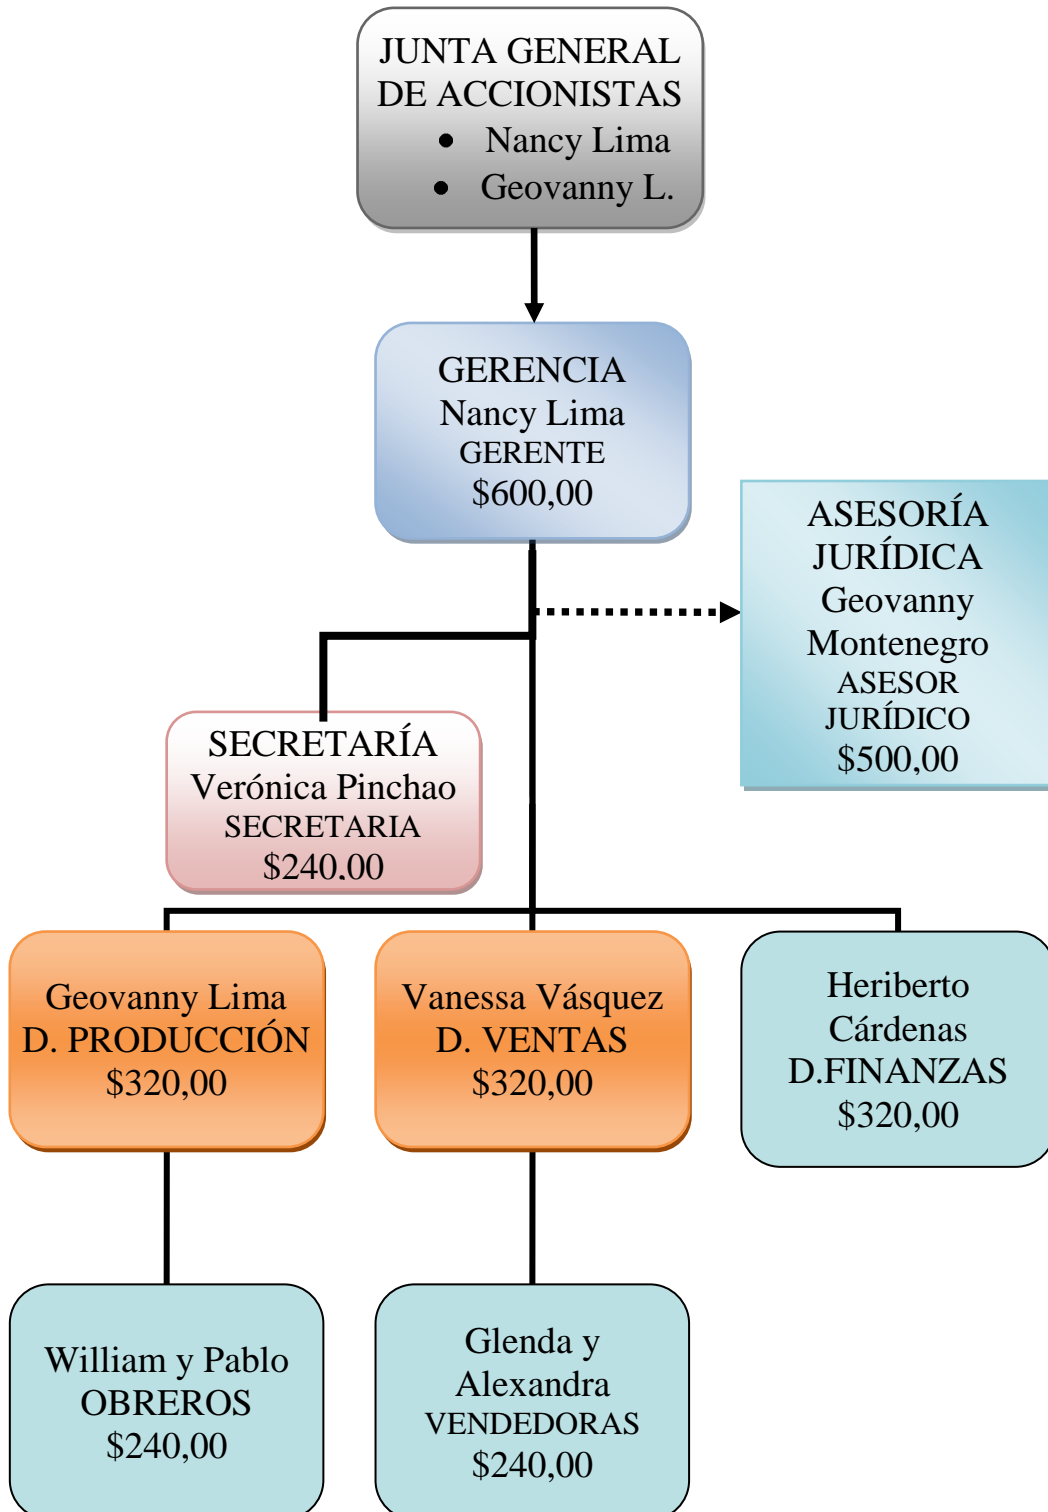 JUNTA GENERAL
DE ACCIONISTAS
• Nancy Lima
• Geovanny L.
GERENCIA
Nancy Lima
GERENTE
$600,00
ASESORÍA
JURÍDICA
Geovanny
Montenegro
ASESOR
JURÍDICO
$500,00
SECRETARÍA
Verónica Pinchao
SECRETARIA
$240,00
Geovanny Lima
D. PRODUCCIÓN
$320,00
Vanessa Vásquez
D. VENTAS
$320,00
Heriberto
Cárdenas
D.FINANZAS
$320,00
William y Pablo
OBREROS
$240,00
Glenda y
Alexandra
VENDEDORAS
$240,00